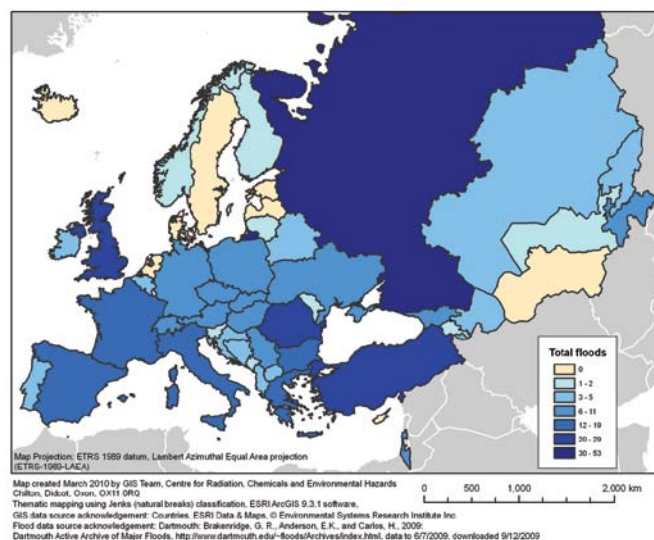 Total floods
0
1 - 2
3 - 5
6 - 11
12 - 19
20 - 29
30 - 53
Map Projection: ETRS 1989 datum, Lambert Azimuthal Equal Area projection
(ETRS-1989-LAEA)
Map created March 2010 by GIS Team, Centre for Radiation, Chemicals and Environmental Hazards
Chilton, Didcot, Oxon, OX11 0RQ
Thematic mapping using Jenks (natural breaks) classification, ESRI ArcGIS 9.3.1 software,
GIS data source acknowledgement: Countries, ESRI Data & Maps, © Environmental Systems Research Institute Inc.
Flood data source acknowledgement: Dartmouth: Brakenridge, G. R., Anderson, E.K., and Carlos, H., 2009:
Dartmouth Active Archive of Major Floods, http://www.dartmouth.edu/~floods/Archives/index.html, data to 6/7/2009, downloaded 9/12/2009
0 500 1,000 2,000 km